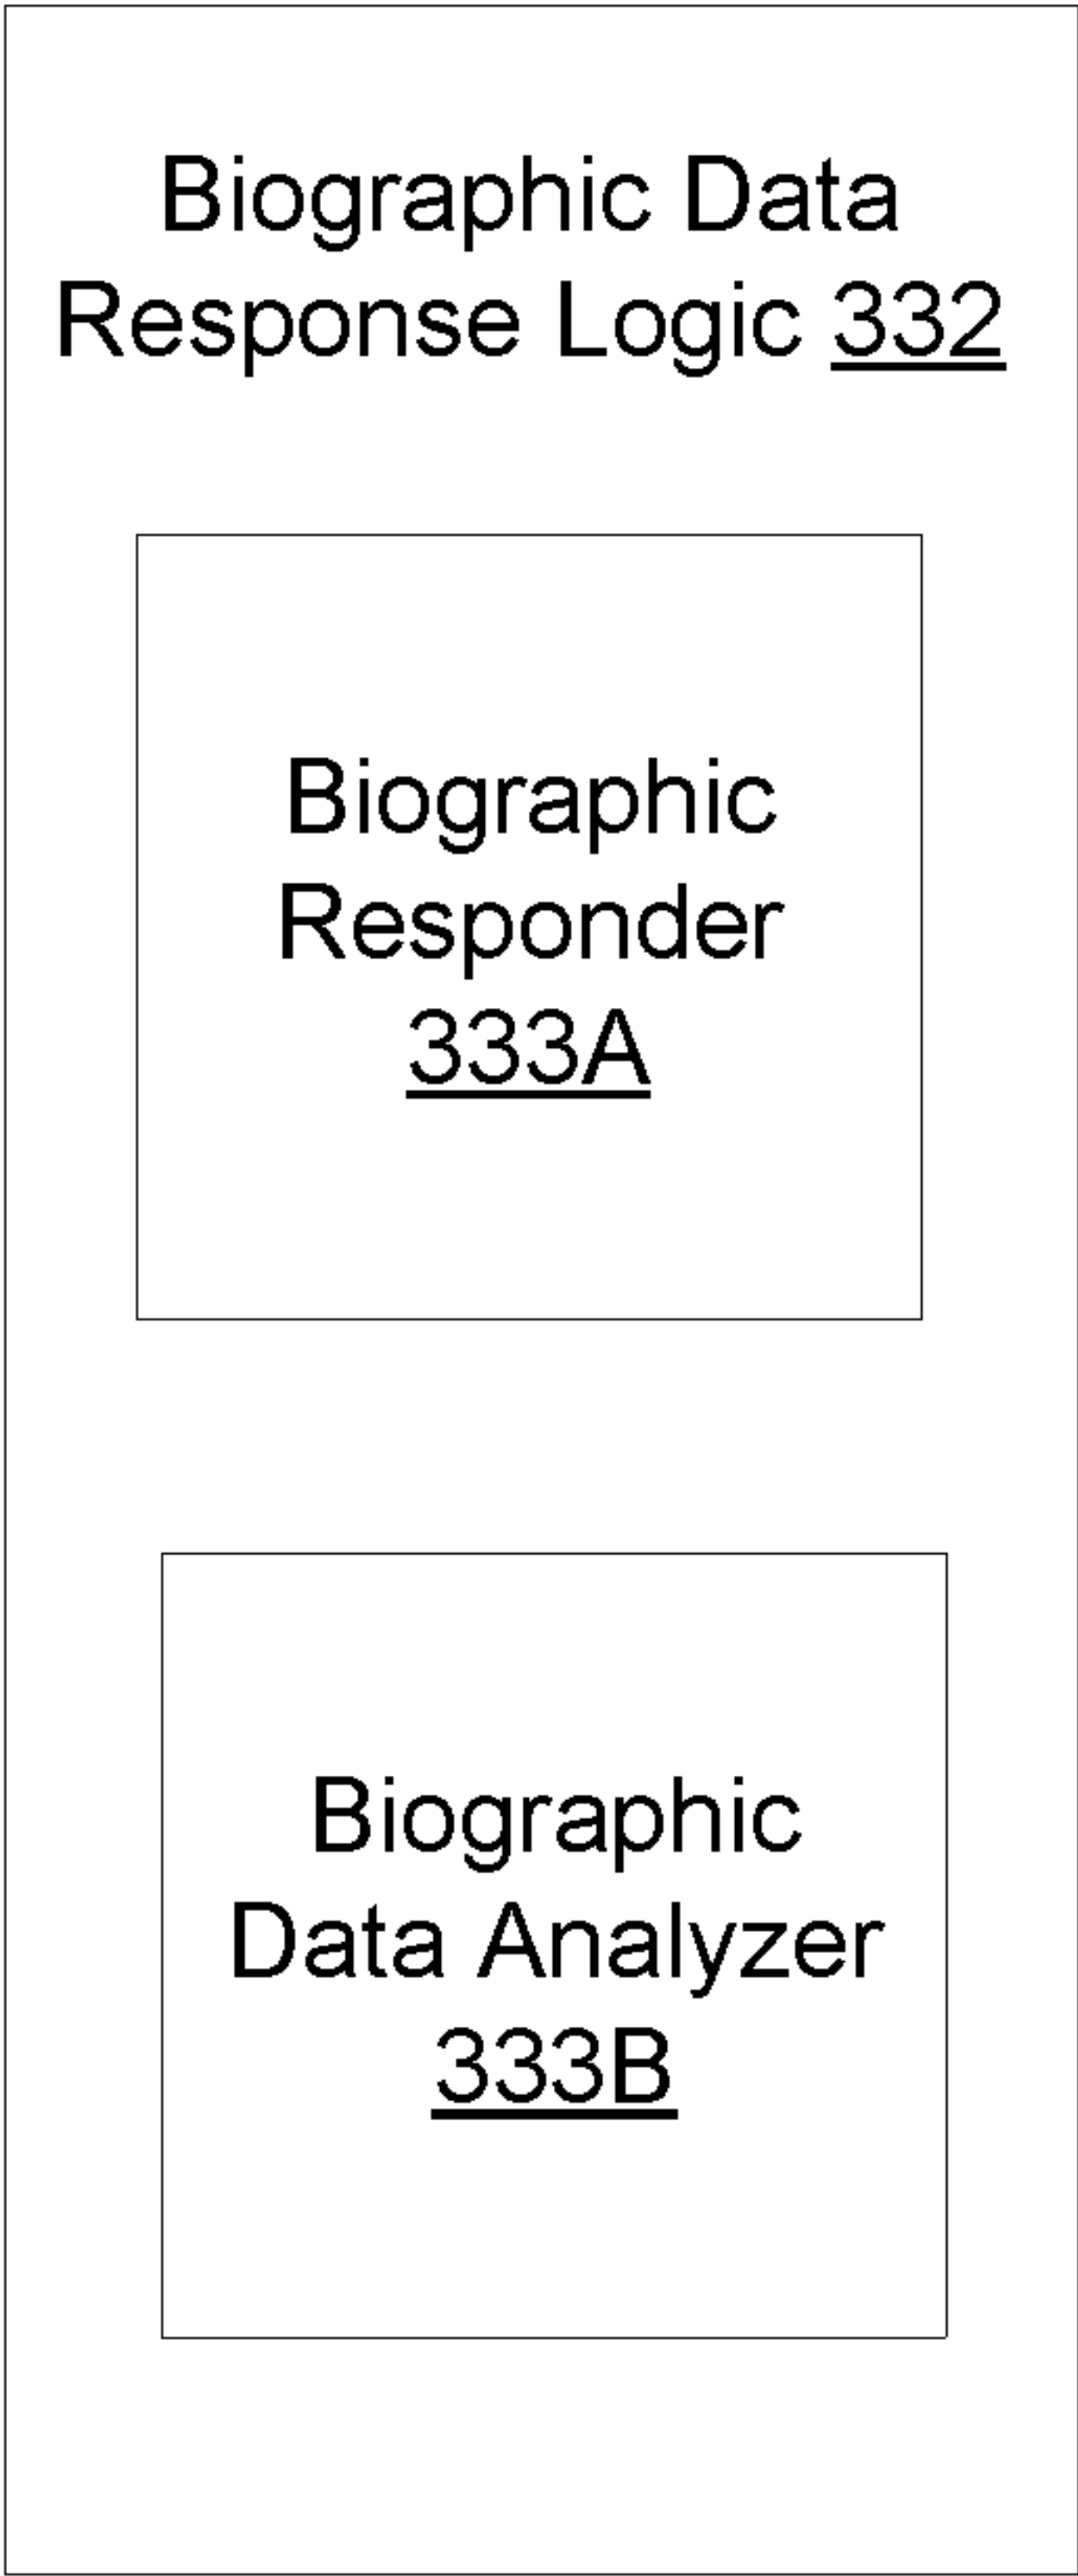 Biographic Data
Response Logic 332
Biographic
Responder
333A
Biographic
Data Analyzer
333B